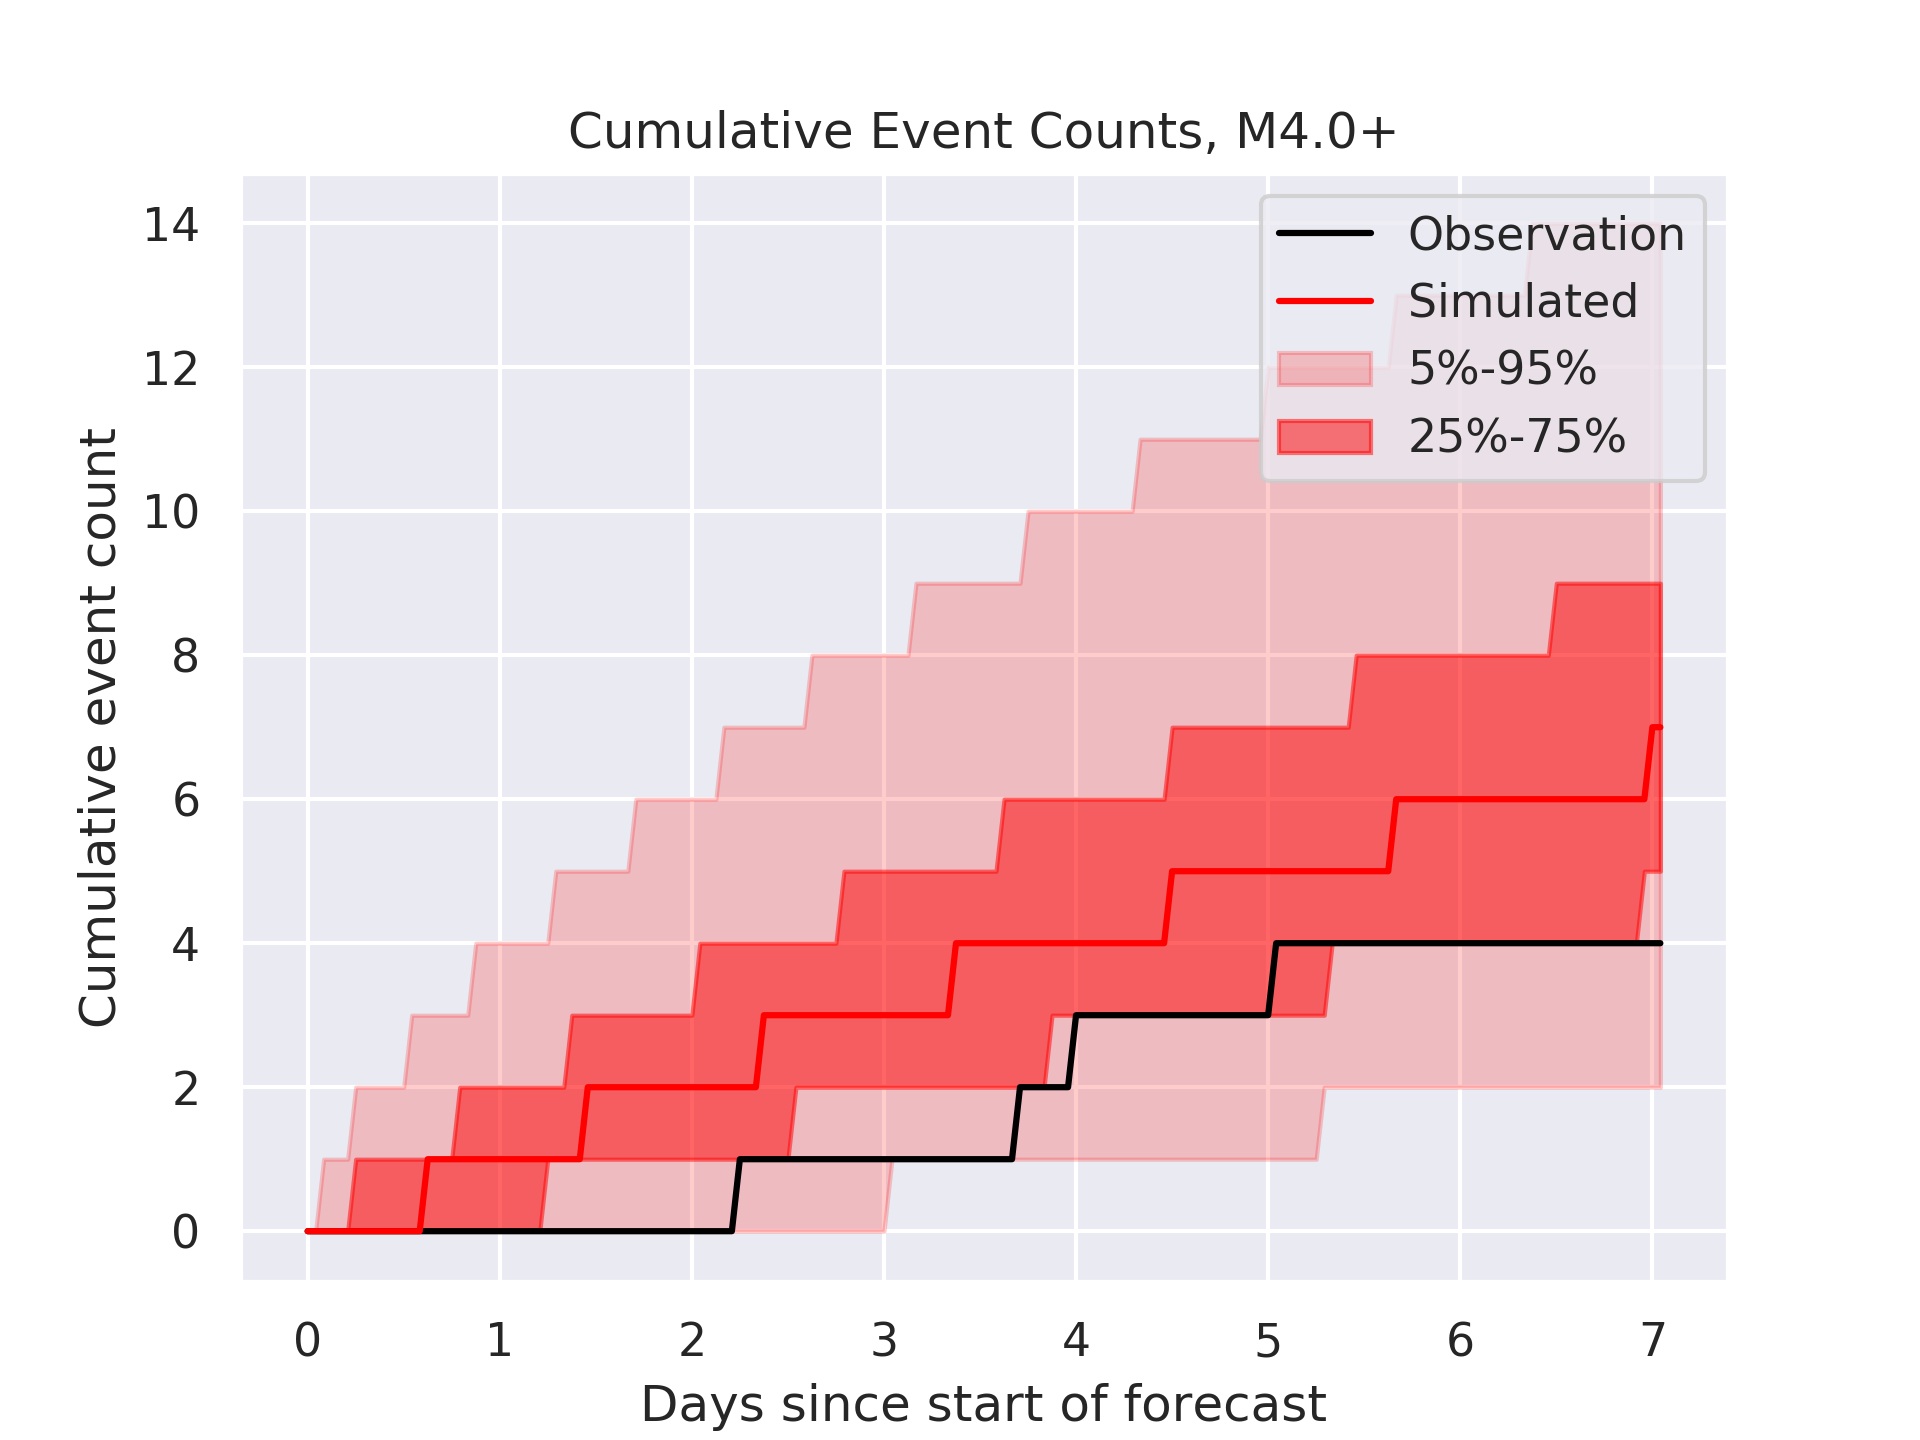 Cumulative Event Counts, M4.0+
Observation
Simulated
5%-95%
25%-75%
Cumulative event count
14
12
10
8
6
4
2
0
0 1 2 3 4 5 6 7
Days since start of forecast